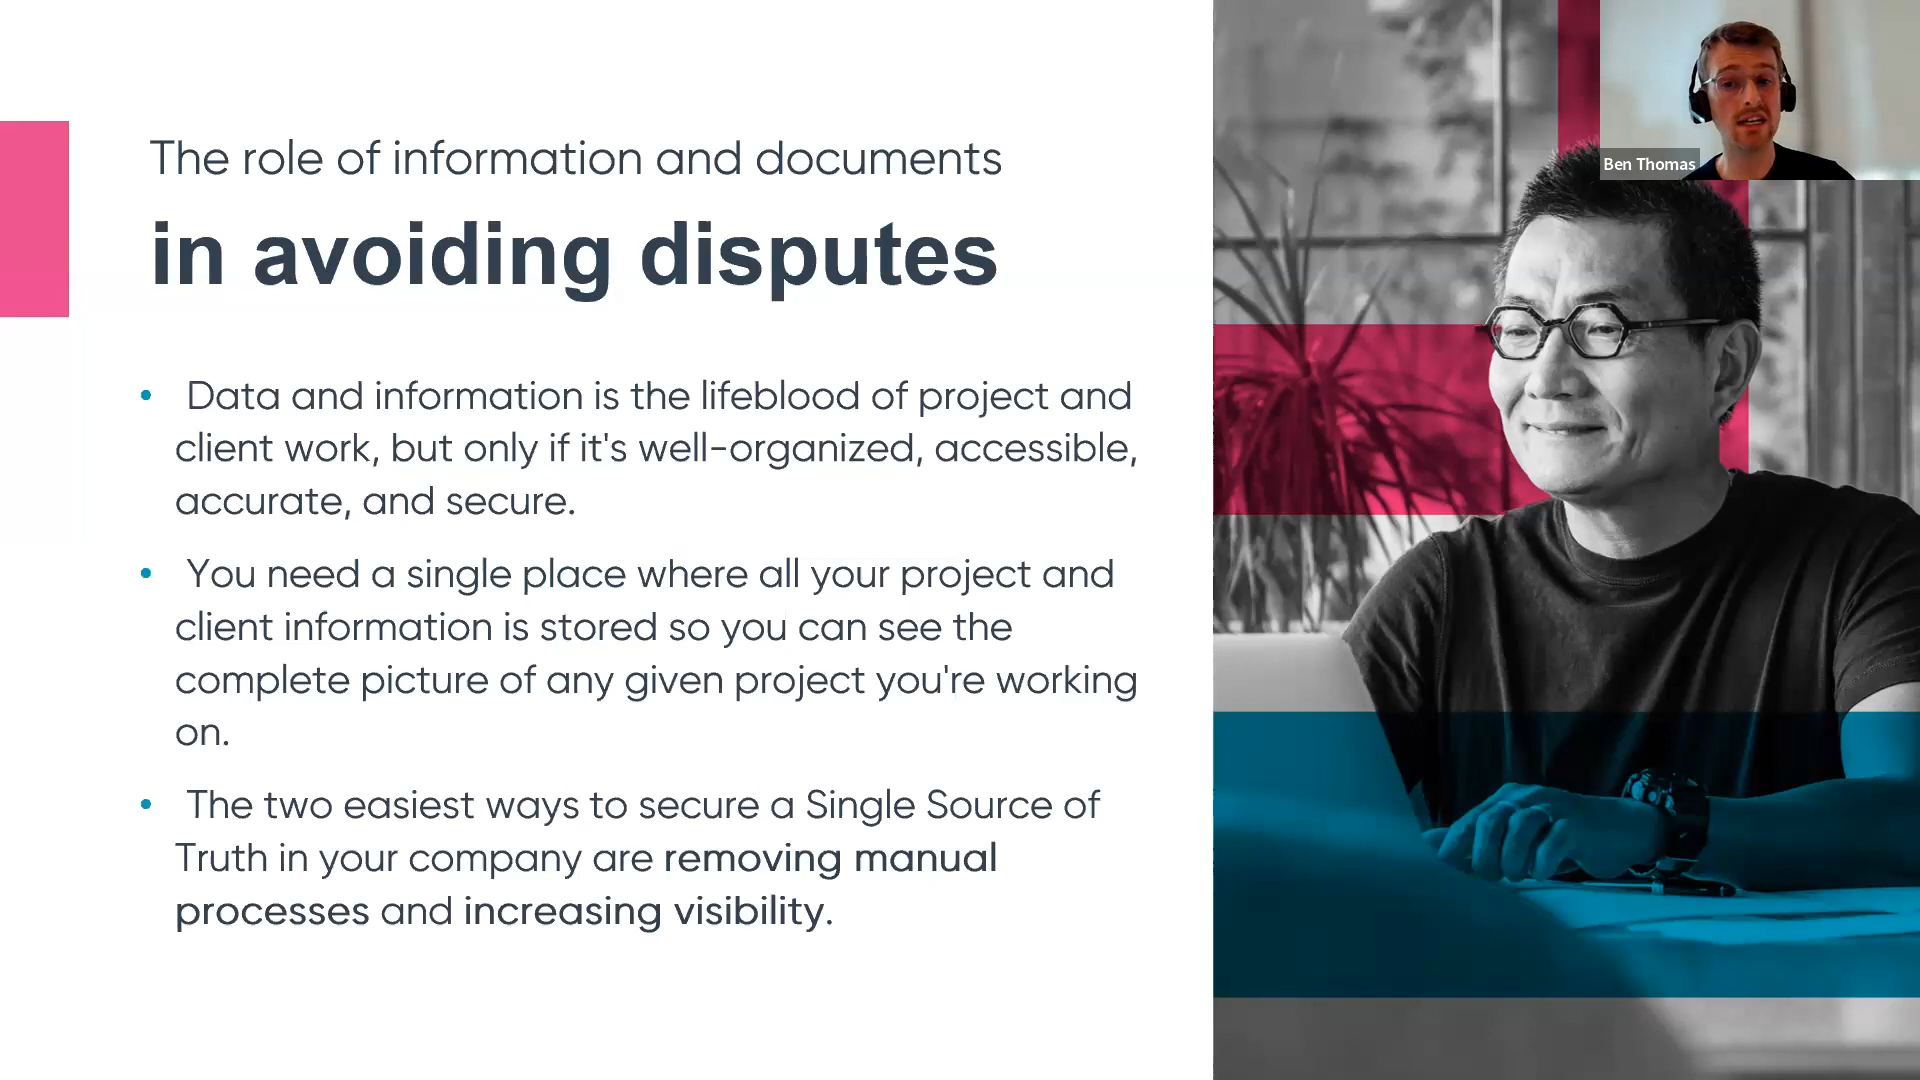 The role of information and documents
in avoiding disputes
• Data and information is the lifeblood of project and
client work, but only if it's well-organized, accessible,
accurate, and secure.
• You need a single place where all your project and
client information is stored so you can see the
complete picture of any given project you're working
on.
• The two easiest ways to secure a Single Source of
Truth in your company are removing manual
processes and increasing visibility.
Ben Thomas